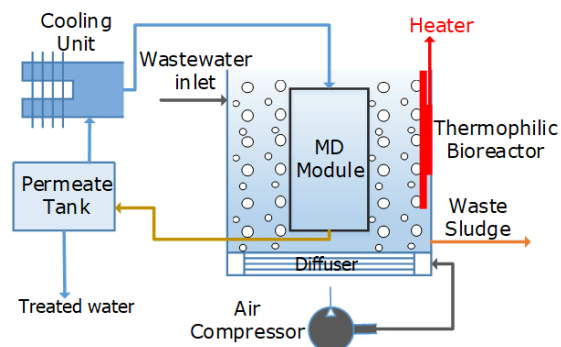 Cooling
Unit
Heater
Wastewater
inlet
MD
Module
Thermophilic
Bioreactor
Permeate
Tank
Waste
Sludge
Diffuser
Treated water
Air
Compressor